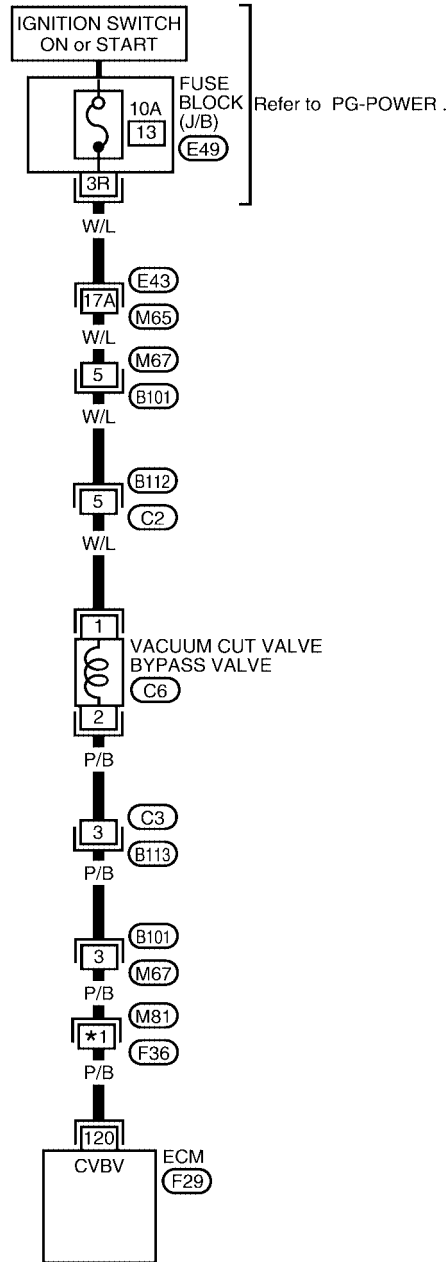 IGNITION SWITCH
ON or START
FUSE
BLOCK
(J/B)
10A
13
E49
Refer to PG-POWER .
3R
W/L
E43
17A
M65
W/L
M67
5
B101
W/L
B112
5
C2
W/L
1
VACUUM CUT VALVE
BYPASS VALVE
C6
2
P/B
C3
3
B113
P/B
B101
3
M67
P/B
M81
★1
F36
P/B
120
CVBV
ECM
F29